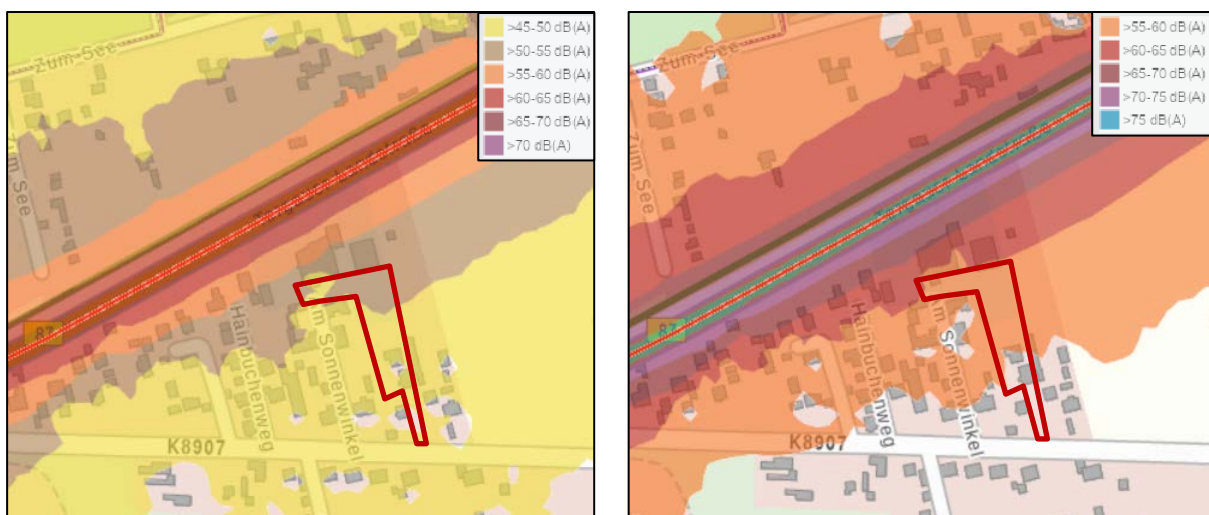 >45-50 dB(A)
>50-55 dB(A)
>55-60 dB(A)
>60-65 dB(A)
>65-70 dB(A)
>70 dB(A)
Zum See
Zum See
87
Hainbuchenweg
Im Sonnenwinkel
K8907
>55-60 dB(A)
>60-65 dB(A)
>65-70 dB(A)
>70-75 dB(A)
>75 dB(A)
Zum See
Zum See
87
Hainbuchenweg
Im Sonnenwinkel
K8907